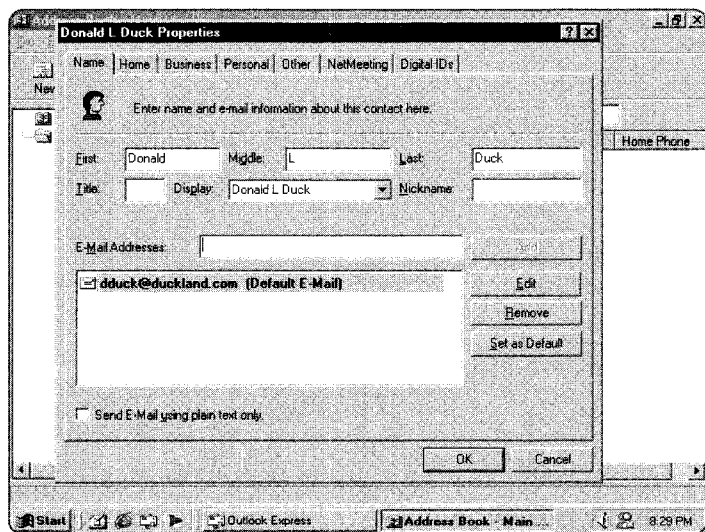 Donald L Duck Properties
Name Home Business Personal Other NetMeeting Digital IDs
New
Enter name and e-mail information about this contact here.
Home Phone
First: Donald Middle: L Last: Duck
Title: Display: Donald L Duck Nickname:
E-Mail Addresses: Add
dduck@duckland.com (Default E-Mail)
Edit
Remove
Set as Default
Send E-Mail using plain text only.
OK Cancel
Start Outlook Express Address Book - Main 8:29 PM